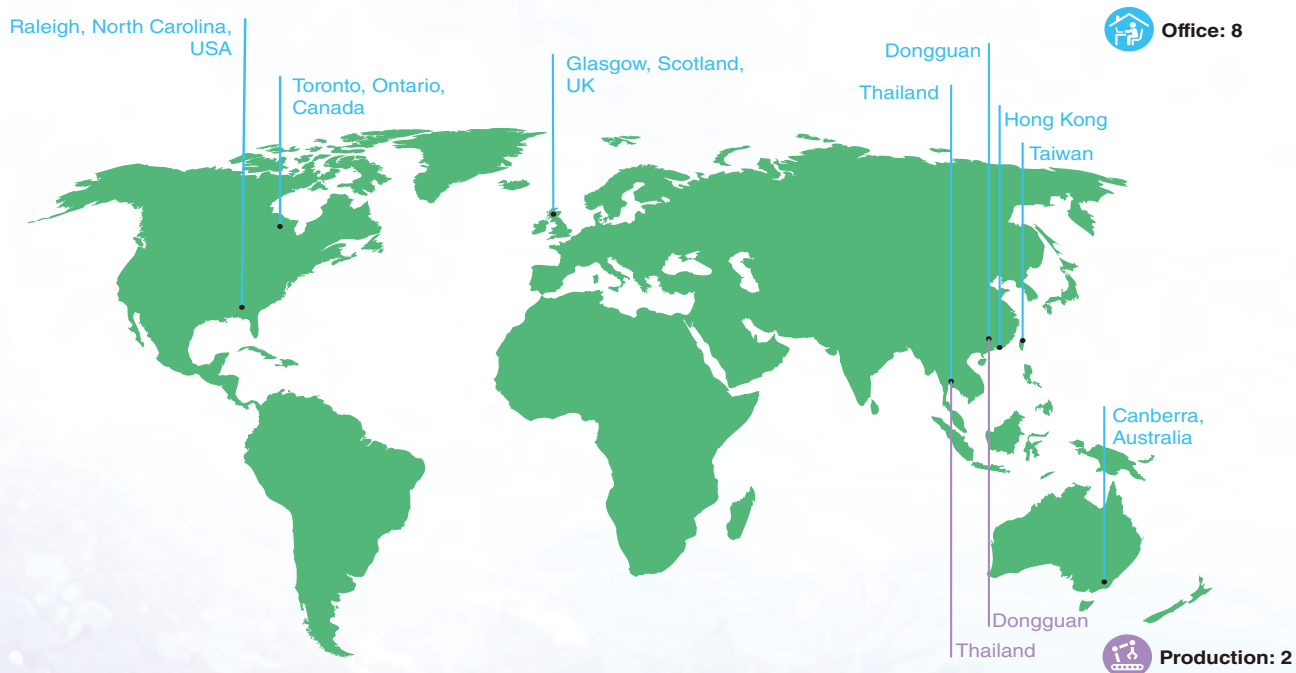 Raleigh, North Carolina,
USA
Toronto, Ontario,
Canada
Glasgow, Scotland,
UK
Dongguan
Thailand
Hong Kong
Taiwan
Office: 8
Canberra,
Australia
Dongguan
Thailand
Production: 2